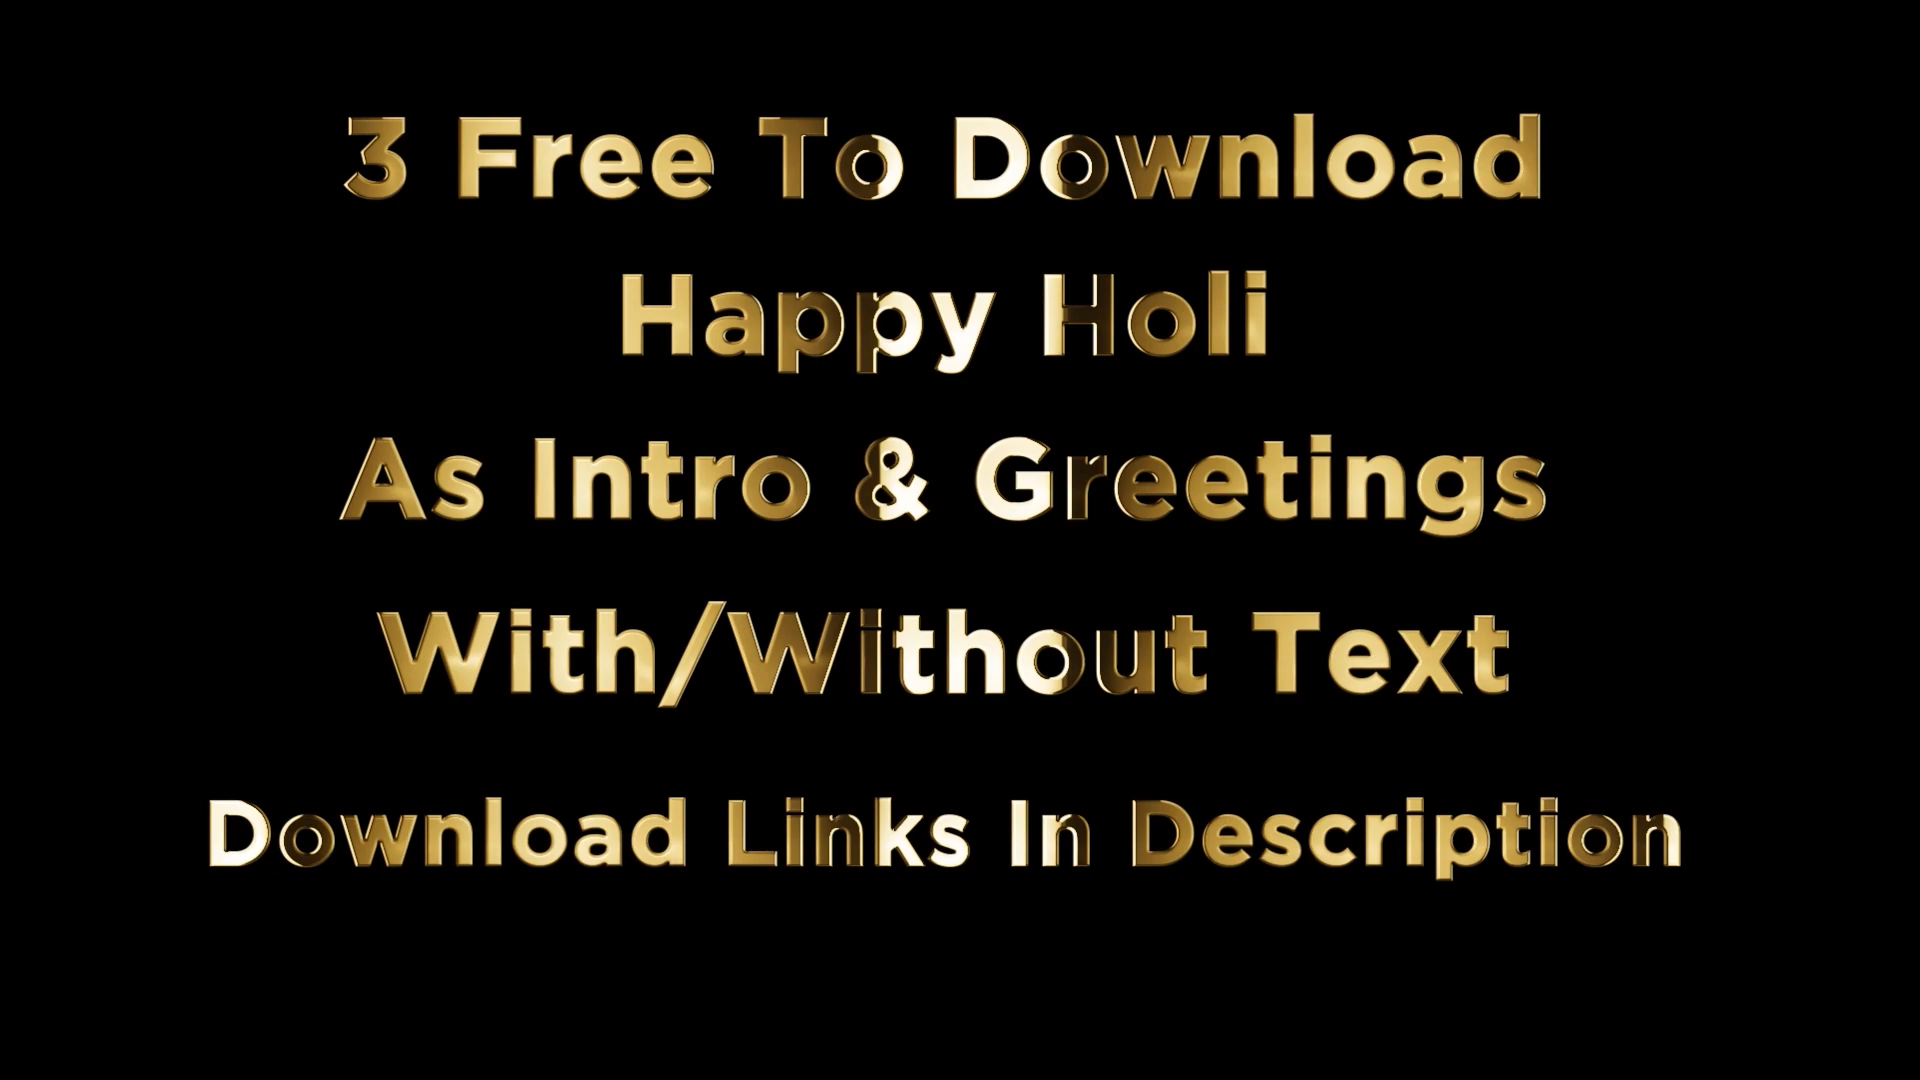 3 Free To Download
Happy Holi
As Intro & Greetings
With/Without Text
Download Links In Description